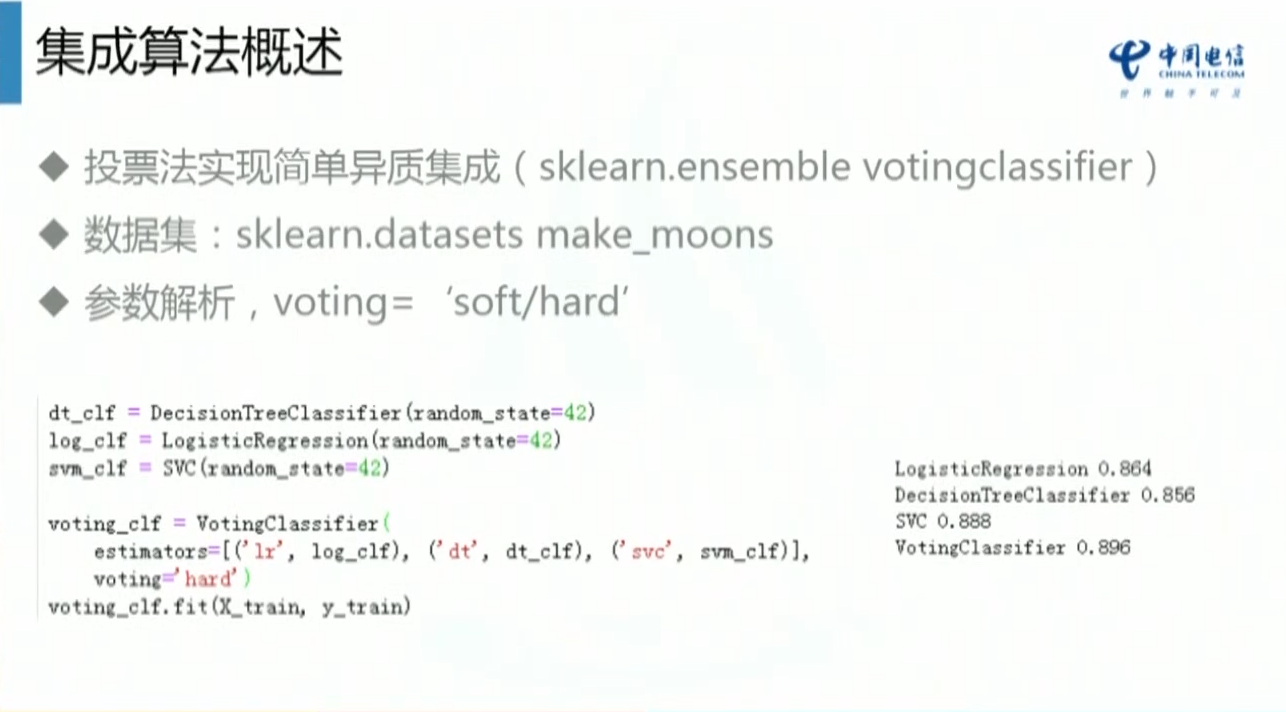 集成算法概述
中国电信
CHINA TELECOM
世界触手可及
◆ 投票法实现简单异质集成（sklearn.ensemble votingclassifier）
◆ 数据集：sklearn.datasets make_moons
◆ 参数解析，voting=‘soft/hard’
dt_clf = DecisionTreeClassifier(random_state=42)
log_clf = LogisticRegression(random_state=42)
svm_clf = SVC(random_state=42)
voting_clf = VotingClassifier(
estimators=[('lr', log_clf), ('dt', dt_clf), ('svc', svm_clf)],
voting='hard')
voting_clf.fit(X_train, y_train)
LogisticRegression 0.864
DecisionTreeClassifier 0.856
SVC 0.888
VotingClassifier 0.896